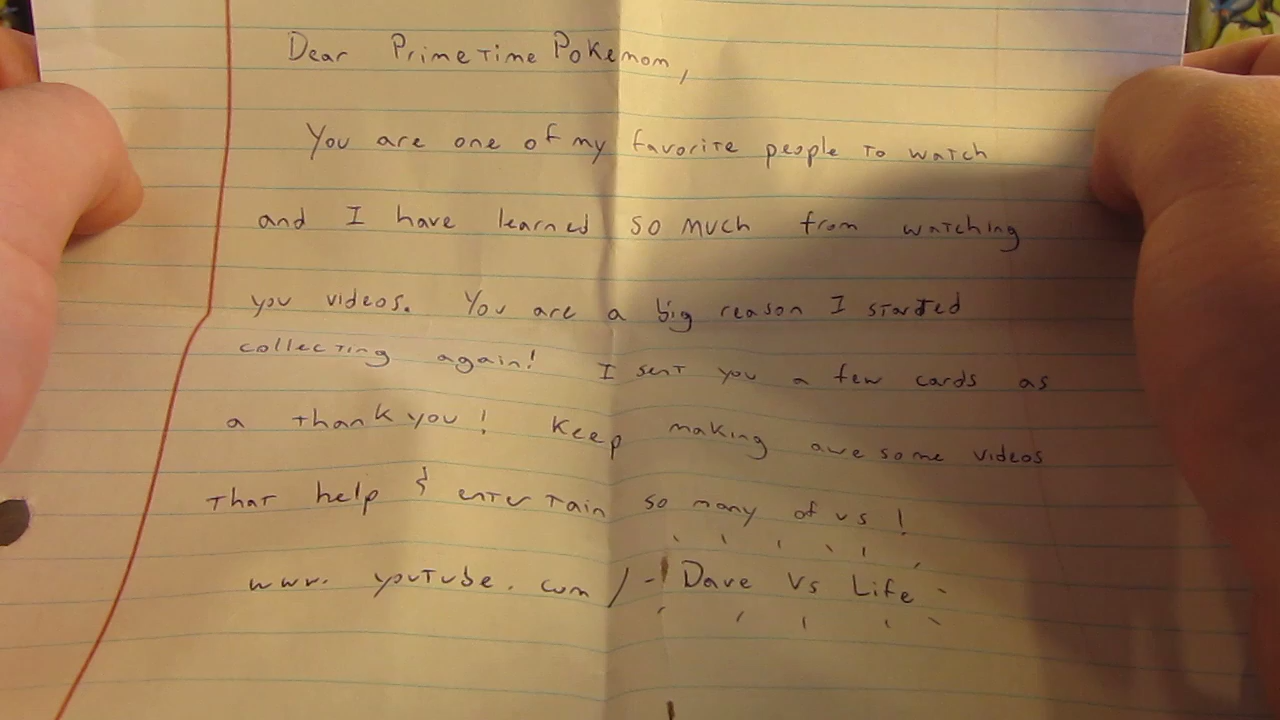 Dear PrimeTime Pokemon,
You are one of my favorite people to watch
and I have learned so much from watching
you videos. You are a big reason I started
collecting again! I sent you a few cards as
a thank you! Keep making awesome videos
that help & entertain so many of us!
www.youtube.com/ Dave Vs Life